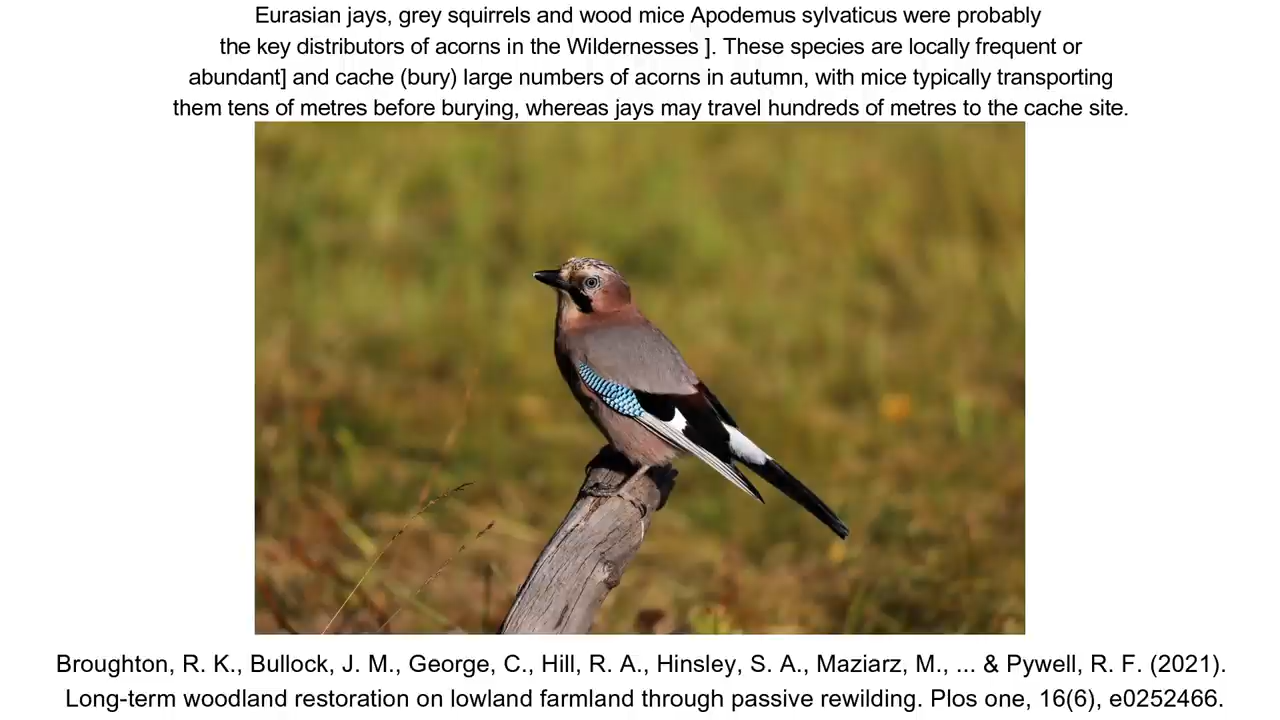 Eurasian jays, grey squirrels and wood mice Apodemus sylvaticus were probably
the key distributors of acorns in the Wildernesses ]. These species are locally frequent or
abundant] and cache (bury) large numbers of acorns in autumn, with mice typically transporting
them tens of metres before burying, whereas jays may travel hundreds of metres to the cache site.
Broughton, R. K., Bullock, J. M., George, C., Hill, R. A., Hinsley, S. A., Maziarz, M., ... & Pywell, R. F. (2021).
Long-term woodland restoration on lowland farmland through passive rewilding. Plos one, 16(6), e0252466.